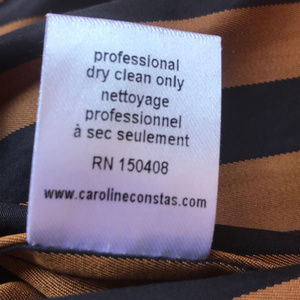 professional
dry clean only
nettoyage
professionnel
à sec seulement
RN 150408
www.carolineconstas.com